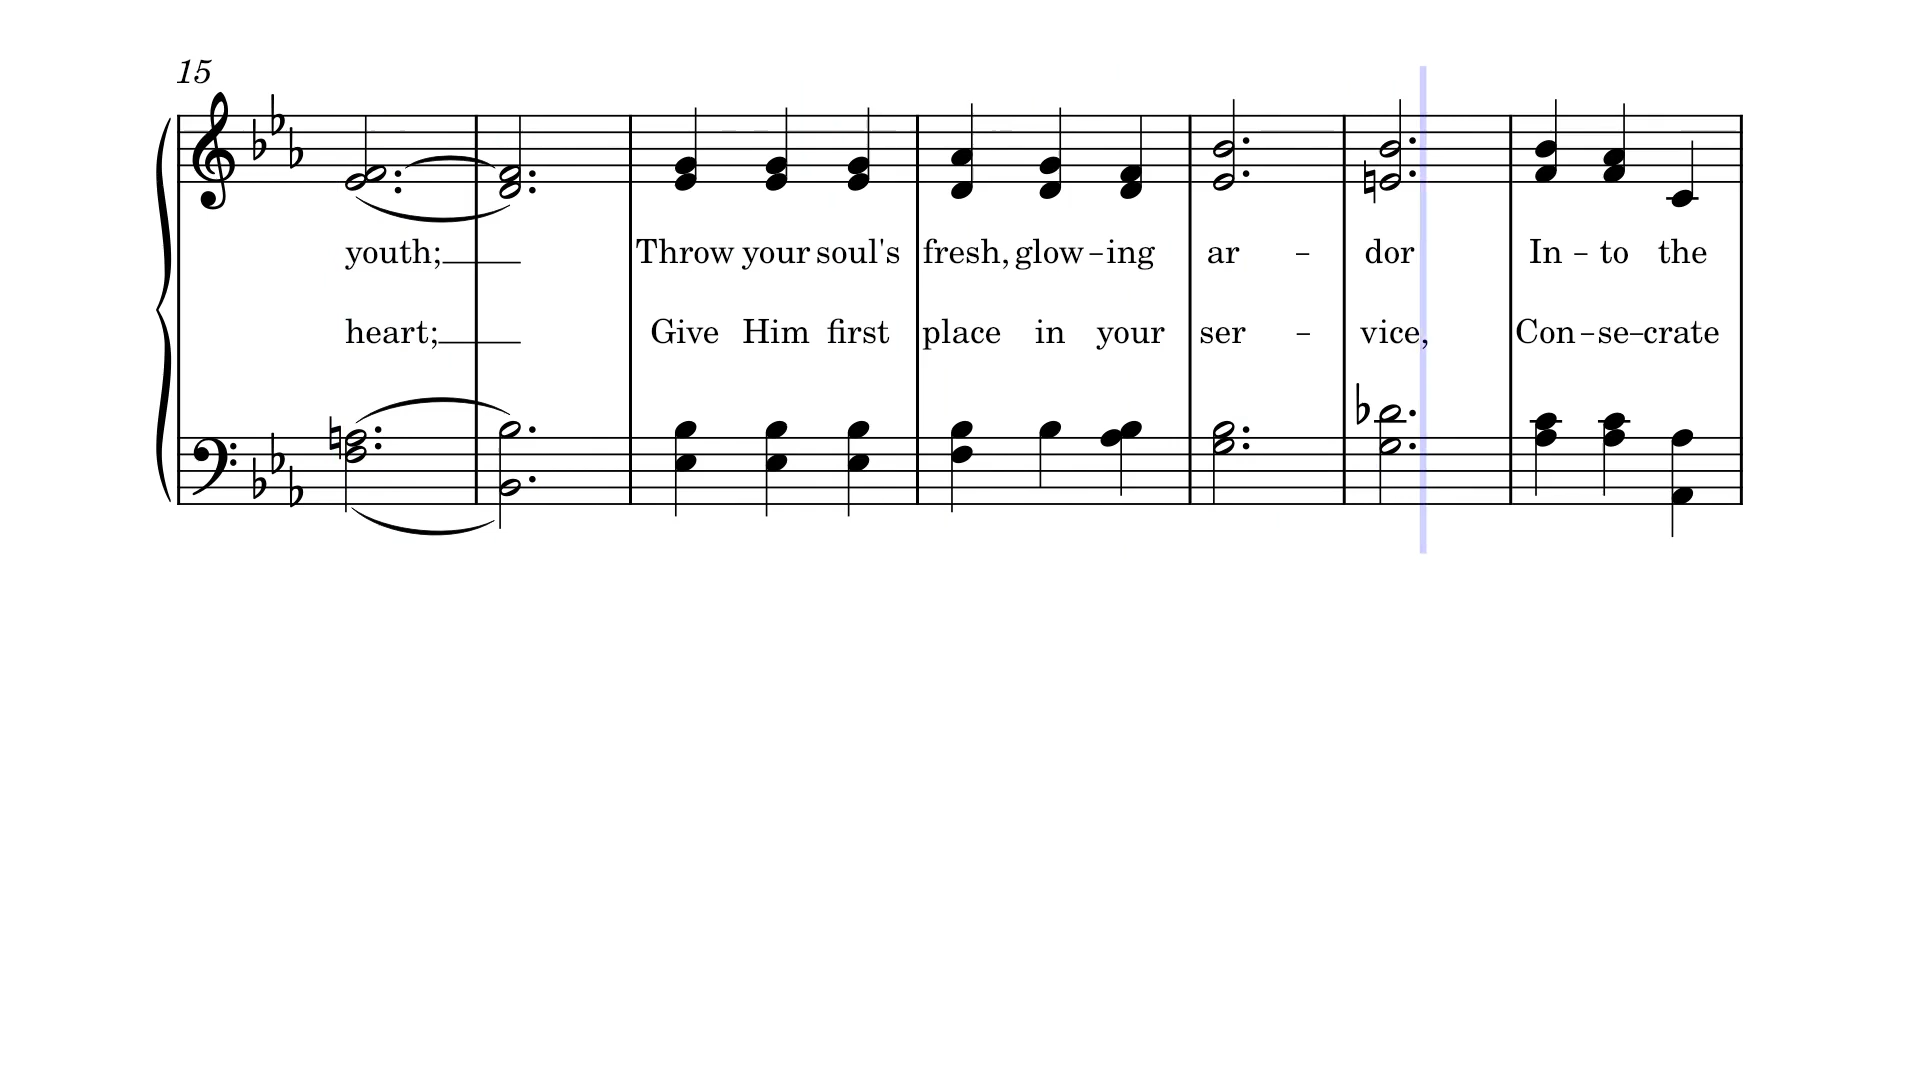 15
youth; Throw your soul's fresh, glow-ing ar - dor In - to the
heart; Give Him first place in your ser - vice, Con-se-crate